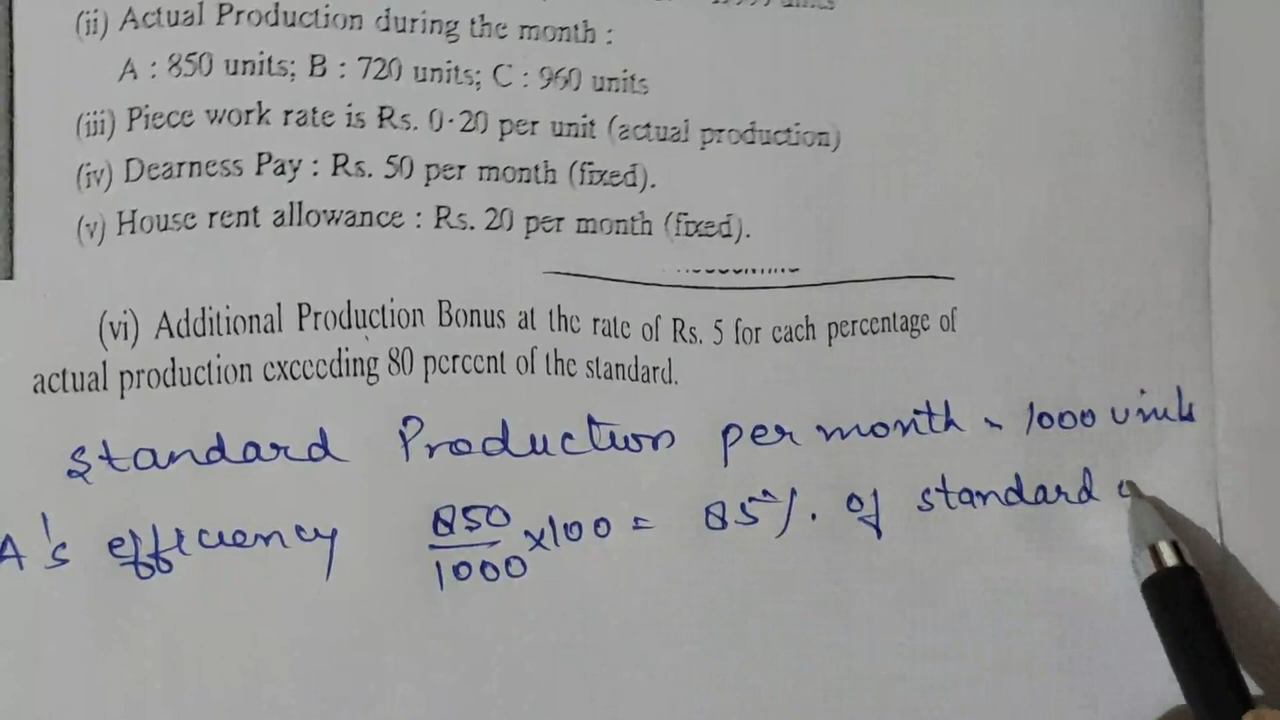 (ii) Actual Production during the month :
A : 850 units; B : 720 units; C : 960 units
(iii) Piece work rate is Rs. 0·20 per unit (actual production)
(iv) Dearness Pay : Rs. 50 per month (fixed).
(v) House rent allowance : Rs. 20 per month (fixed).
(vi) Additional Production Bonus at the rate of Rs. 5 for each percentage of
actual production exceeding 80 percent of the standard.
Standard Production per month = 1000 units
A's efficiency 850/1000 x100 = 85%. of standard